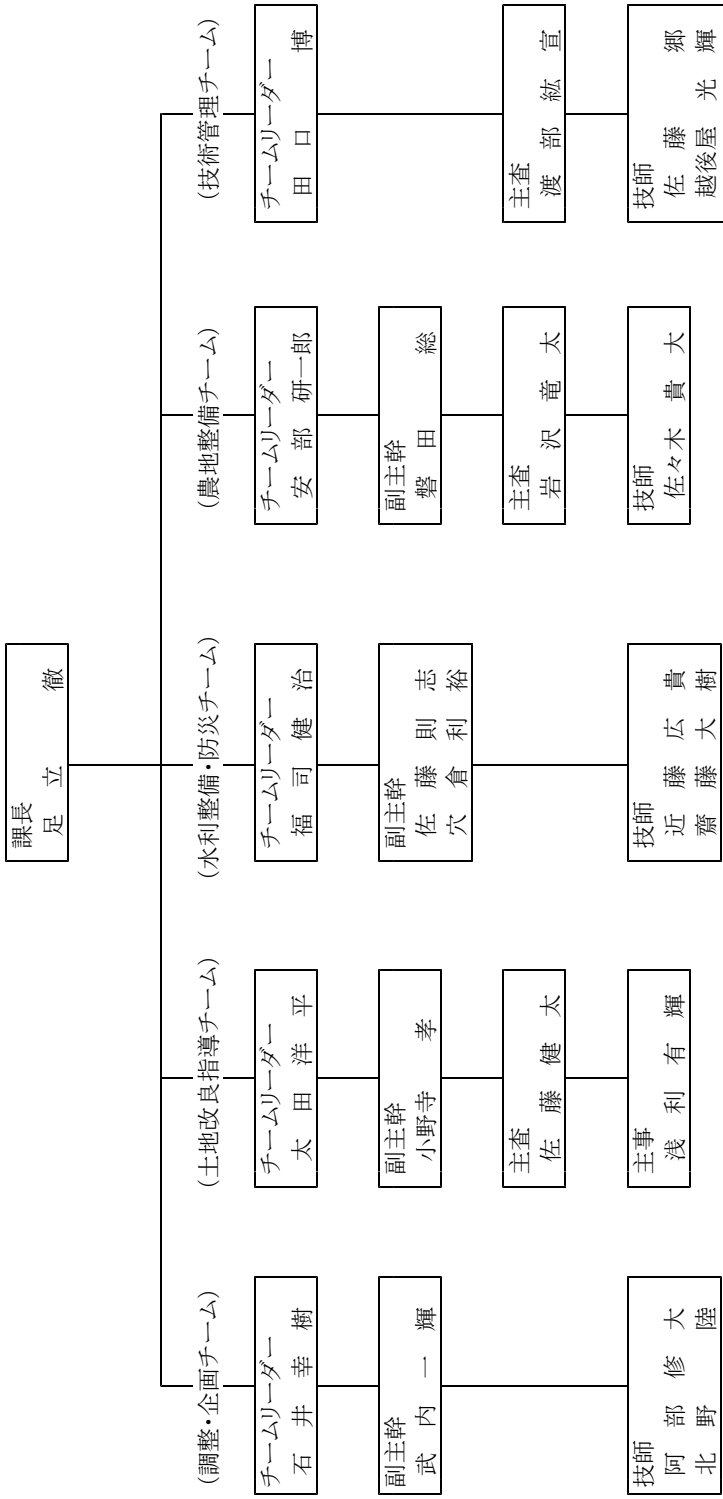 課長
足立 徹
(調整・企画チーム)
チームリーダー
石井幸樹
副主幹
武内一輝
技師
阿部修大
北野 陸
(土地改良指導チーム)
チームリーダー
太田洋平
副主幹
小野寺 孝
主査
佐藤健太
主事
浅利有輝
(水利整備・防災チーム)
チームリーダー
福司健治
副主幹
佐藤則志
穴倉利裕
技師
近藤広貴
齋藤大樹
(農地整備チーム)
チームリーダー
安部研一郎
副主幹
磐田 総
主査
岩沢竜太
技師
佐々木貴大
(技術管理チーム)
チームリーダー
田口 博
主査
渡部紘宣
技師
佐藤 郷
越後屋光輝